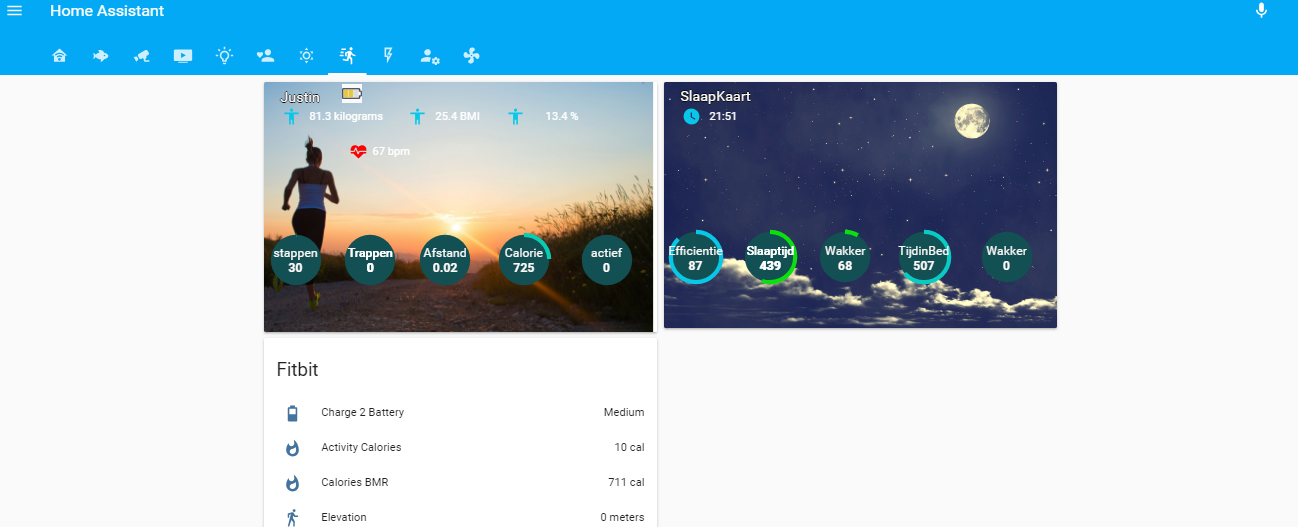 Home Assistant
Justin
81.3 kilograms 25.4 BMI 13.4 %
67 bpm
stappen Trappen Afstand Calorie actief
30 0 0.02 725 0
SlaapKaart
21:51
Efficientie Slaaptijd Wakker TijdinBed Wakker
87 439 68 507 0
Fitbit
Charge 2 Battery Medium
Activity Calories 10 cal
Calories BMR 711 cal
Elevation 0 meters